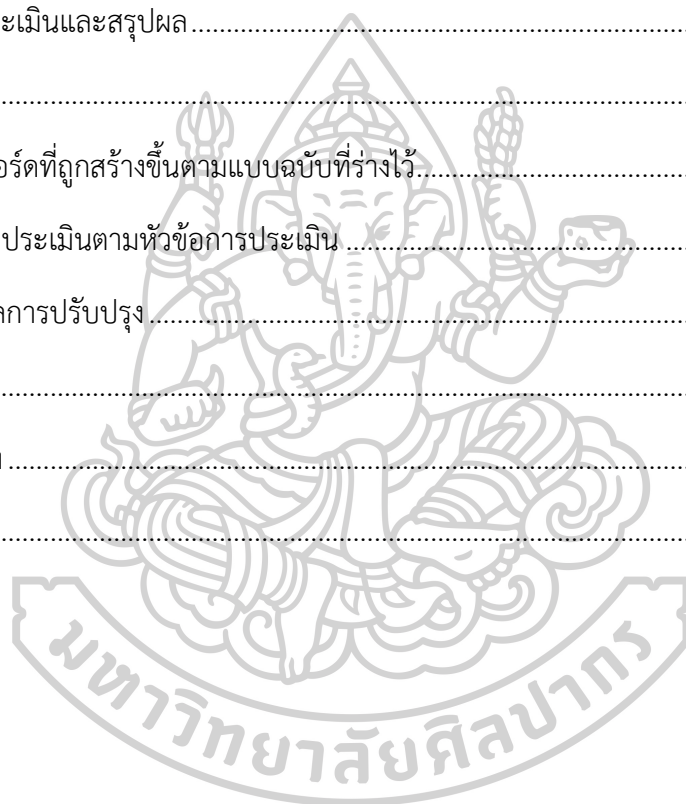 ะเมินและสรุปผล........................................................................................
........................................................................................................................
อร์ดที่ถูกสร้างขึ้นตามแบบฉบับที่ร่างไว้..............................................
ประเมินตามหัวข้อการประเมิน..........................................................
การปรับปรุง..............................................................................................
........................................................................................................................
........................................................................................................................
........................................................................................................................
มหาวิทยาลัยศิลปากร